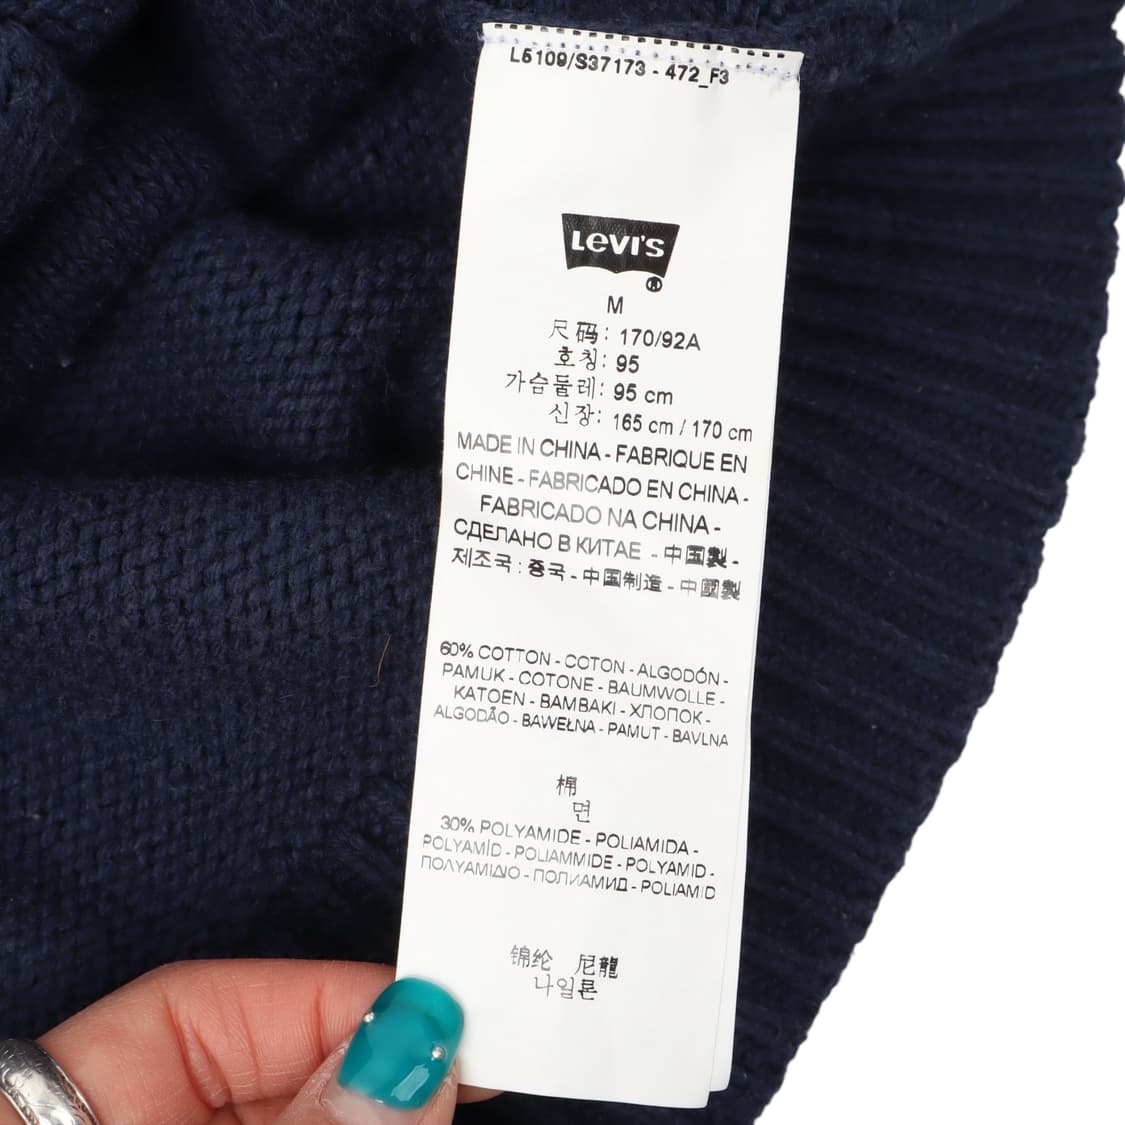 L5109/S37173 - 472_F3
Levi's
®
M
尺码: 170/92A
호칭: 95
가슴둘레: 95 cm
신장: 165 cm / 170 cm
MADE IN CHINA - FABRIQUE EN
CHINE - FABRICADO EN CHINA -
FABRICADO NA CHINA -
СДЕЛАНО В КИТАЕ - 中国製 -
제조국 : 중국 - 中国制造 - 中國製
60% COTTON - COTON - ALGODÓN -
PAMUK - COTONE - BAUMWOLLE -
KATOEN - BAMBAKI - ХЛОПОК -
ALGODÃO - BAWEŁNA - PAMUT - BAVLNA
棉
면
30% POLYAMIDE - POLIAMIDA -
POLYAMİD - POLIAMMIDE - POLYAMID -
ΠΟΛΥΑΜΙΔΙΟ - ПОЛИАМИД - POLIAMID
锦纶 尼龍
나일론